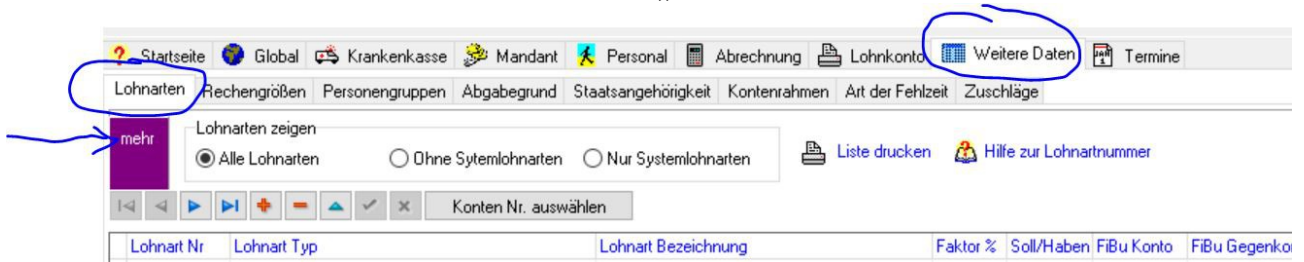 Startseite Global Krankenkasse Mandant Personal Abrechnung Lohnkonto Weitere Daten Termine
Lohnarten Rechengrößen Personengruppen Abgabegrund Staatsangehörigkeit Kontenrahmen Art der Fehlzeit Zuschläge
mehr
Lohnarten zeigen
Alle Lohnarten Ohne Sytemlohnarten Nur Systemlohnarten Liste drucken Hilfe zur Lohnartnummer
Konten Nr. auswählen
Lohnart Nr Lohnart Typ Lohnart Bezeichnung Faktor % Soll/Haben FiBu Konto FiBu Gegenko